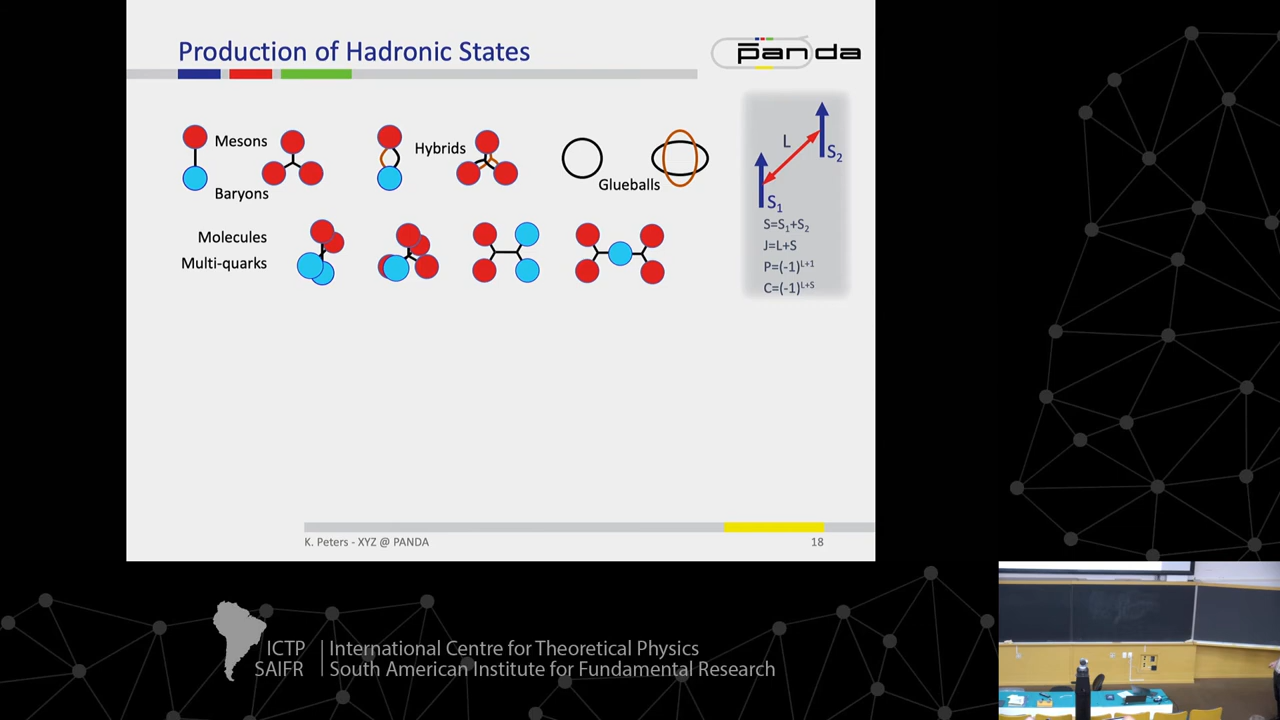 Production of Hadronic States
panda
Mesons
Baryons
Hybrids
Glueballs
Molecules
Multi-quarks
L
S₂
S₁
S=S₁+S₂
J=L+S
P=(-1)ᴸ⁺¹
C=(-1)ᴸ⁺ˢ
K. Peters - XYZ @ PANDA
18
ICTP
SAIFR
International Centre for Theoretical Physics
South American Institute for Fundamental Research